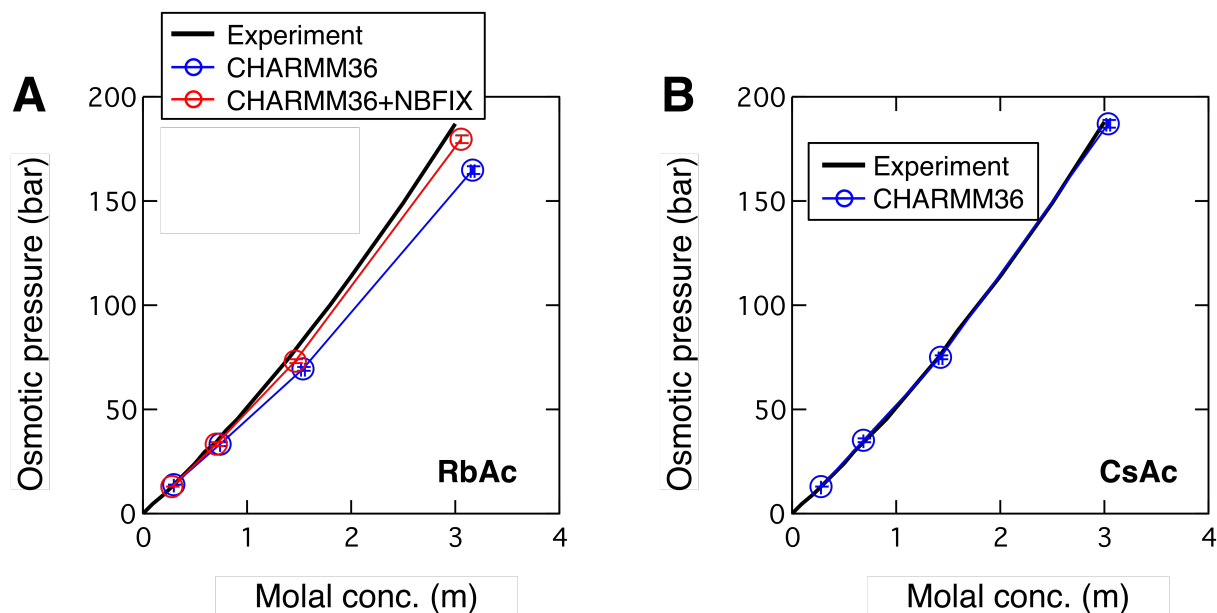 A
Experiment
CHARMM36
CHARMM36+NBFIX
Osmotic pressure (bar)
200
150
100
50
0
0 1 2 3 4
RbAc
Molal conc. (m)
B
Experiment
CHARMM36
Osmotic pressure (bar)
200
150
100
50
0
0 1 2 3 4
CsAc
Molal conc. (m)